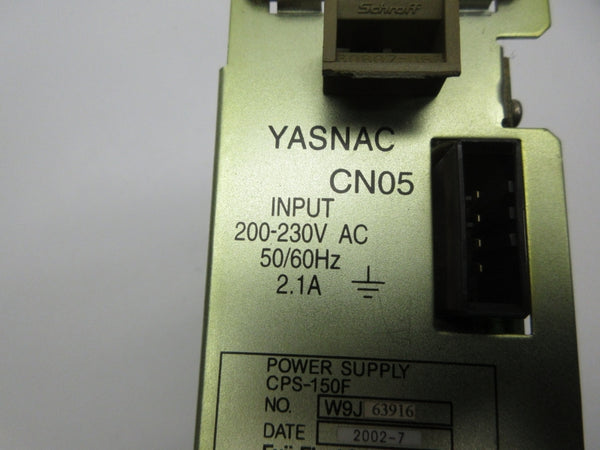 Schroff
YASNAC
CN05
INPUT
200-230V AC
50/60Hz
2.1A
POWER SUPPLY
CPS-150F
NO. W9J 63916
DATE 2002-7